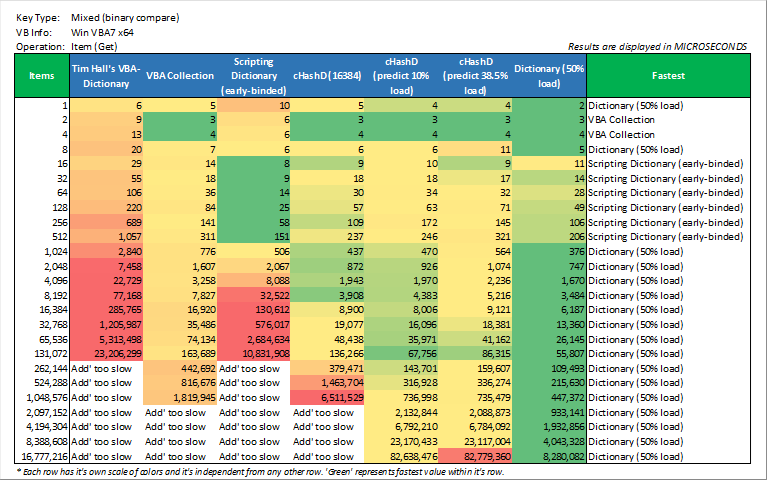 Key Type: Mixed (binary compare)
VB Info: Win VBA7 x64
Operation: Item (Get) Results are displayed in MICROSECONDS
Items Tim Hall's VBA-Dictionary VBA Collection Scripting Dictionary (early-binded) cHashD (16384) cHashD (predict 10% load) cHashD (predict 38.5% load) Dictionary (50% load) Fastest
1 6 5 10 5 4 4 2 Dictionary (50% load)
2 9 3 6 3 3 3 3 VBA Collection
4 13 4 6 4 4 4 4 VBA Collection
8 20 7 6 6 6 11 5 Dictionary (50% load)
16 29 14 8 9 10 9 11 Scripting Dictionary (early-binded)
32 55 18 9 18 18 17 14 Scripting Dictionary (early-binded)
64 106 36 14 30 34 32 28 Scripting Dictionary (early-binded)
128 220 84 25 57 63 71 49 Scripting Dictionary (early-binded)
256 689 141 58 109 172 145 106 Scripting Dictionary (early-binded)
512 1,057 311 151 237 246 321 206 Scripting Dictionary (early-binded)
1,024 2,840 776 506 437 470 564 376 Dictionary (50% load)
2,048 7,458 1,607 2,067 872 926 1,074 747 Dictionary (50% load)
4,096 22,729 3,258 8,088 1,943 1,970 2,236 1,670 Dictionary (50% load)
8,192 77,168 7,827 32,522 3,908 4,383 5,216 3,484 Dictionary (50% load)
16,384 285,765 16,920 130,612 8,900 8,006 9,121 6,187 Dictionary (50% load)
32,768 1,205,987 35,486 576,017 19,077 16,096 18,381 13,360 Dictionary (50% load)
65,536 5,313,498 74,134 2,684,634 48,438 35,971 41,162 26,145 Dictionary (50% load)
131,072 23,206,299 163,689 10,831,908 136,266 67,756 86,315 55,807 Dictionary (50% load)
262,144 Add' too slow 442,692 Add' too slow 379,471 143,701 159,607 109,493 Dictionary (50% load)
524,288 Add' too slow 816,676 Add' too slow 1,463,704 316,928 336,274 215,630 Dictionary (50% load)
1,048,576 Add' too slow 1,819,945 Add' too slow 6,511,529 736,998 735,479 447,372 Dictionary (50% load)
2,097,152 Add' too slow Add' too slow Add' too slow Add' too slow 2,132,844 2,088,873 933,141 Dictionary (50% load)
4,194,304 Add' too slow Add' too slow Add' too slow Add' too slow 6,792,210 6,784,092 1,932,856 Dictionary (50% load)
8,388,608 Add' too slow Add' too slow Add' too slow Add' too slow 23,170,433 23,117,004 4,043,328 Dictionary (50% load)
16,777,216 Add' too slow Add' too slow Add' too slow Add' too slow 82,638,476 82,779,360 8,280,082 Dictionary (50% load)
* Each row has it's own scale of colors and it's independent from any other row. 'Green' represents fastest value within it's row.